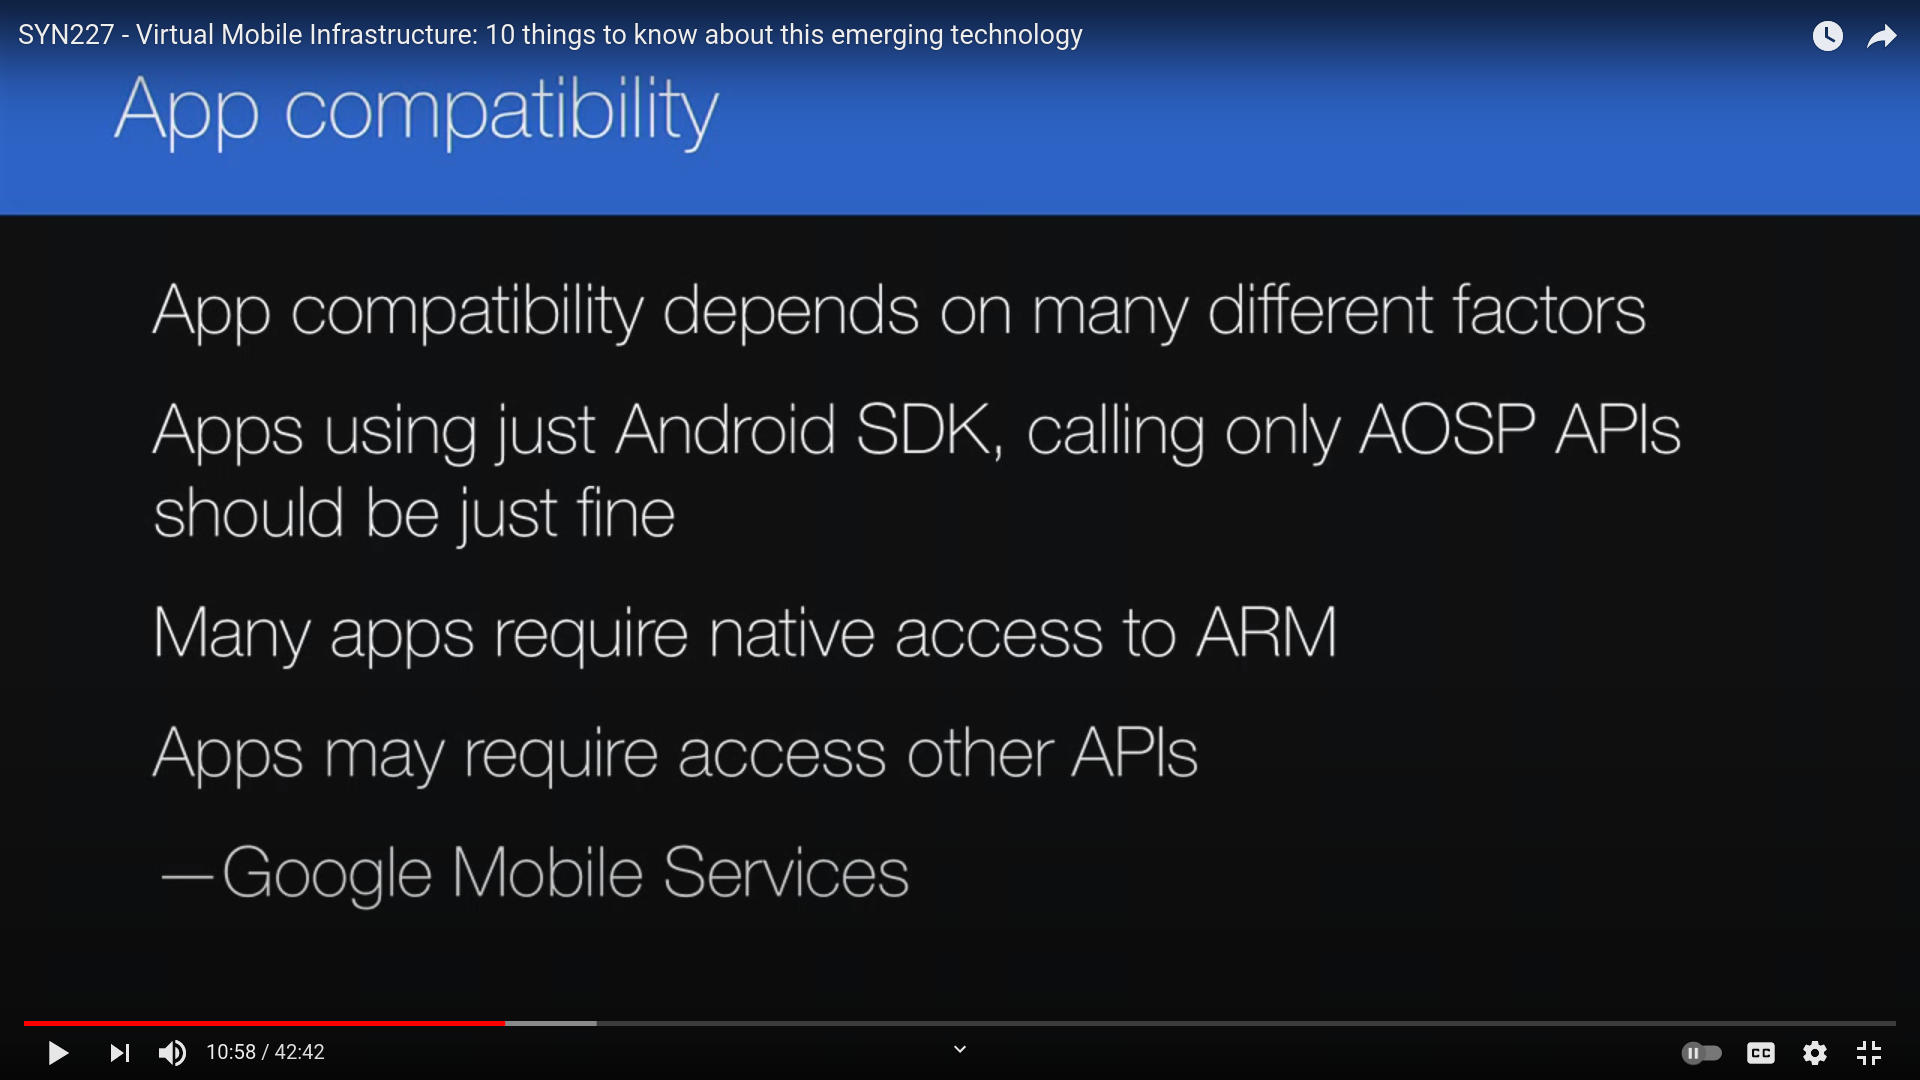 SYN227 - Virtual Mobile Infrastructure: 10 things to know about this emerging technology
App compatibility
App compatibility depends on many different factors
Apps using just Android SDK, calling only AOSP APIs
should be just fine
Many apps require native access to ARM
Apps may require access other APIs
—Google Mobile Services
10:58 / 42:42
CC